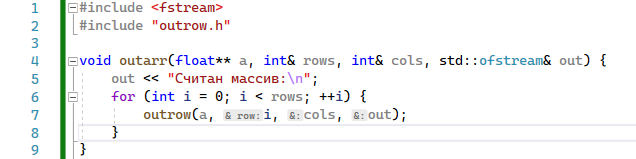 1 #include <fstream>
2 #include "outrow.h"
3
4 void outarr(float** a, int& rows, int& cols, std::ofstream& out) {
5 out << "Считан массив:\n";
6 for (int i = 0; i < rows; ++i) {
7 outrow(a, & row: i, &: cols, &: out);
8 }
9 }